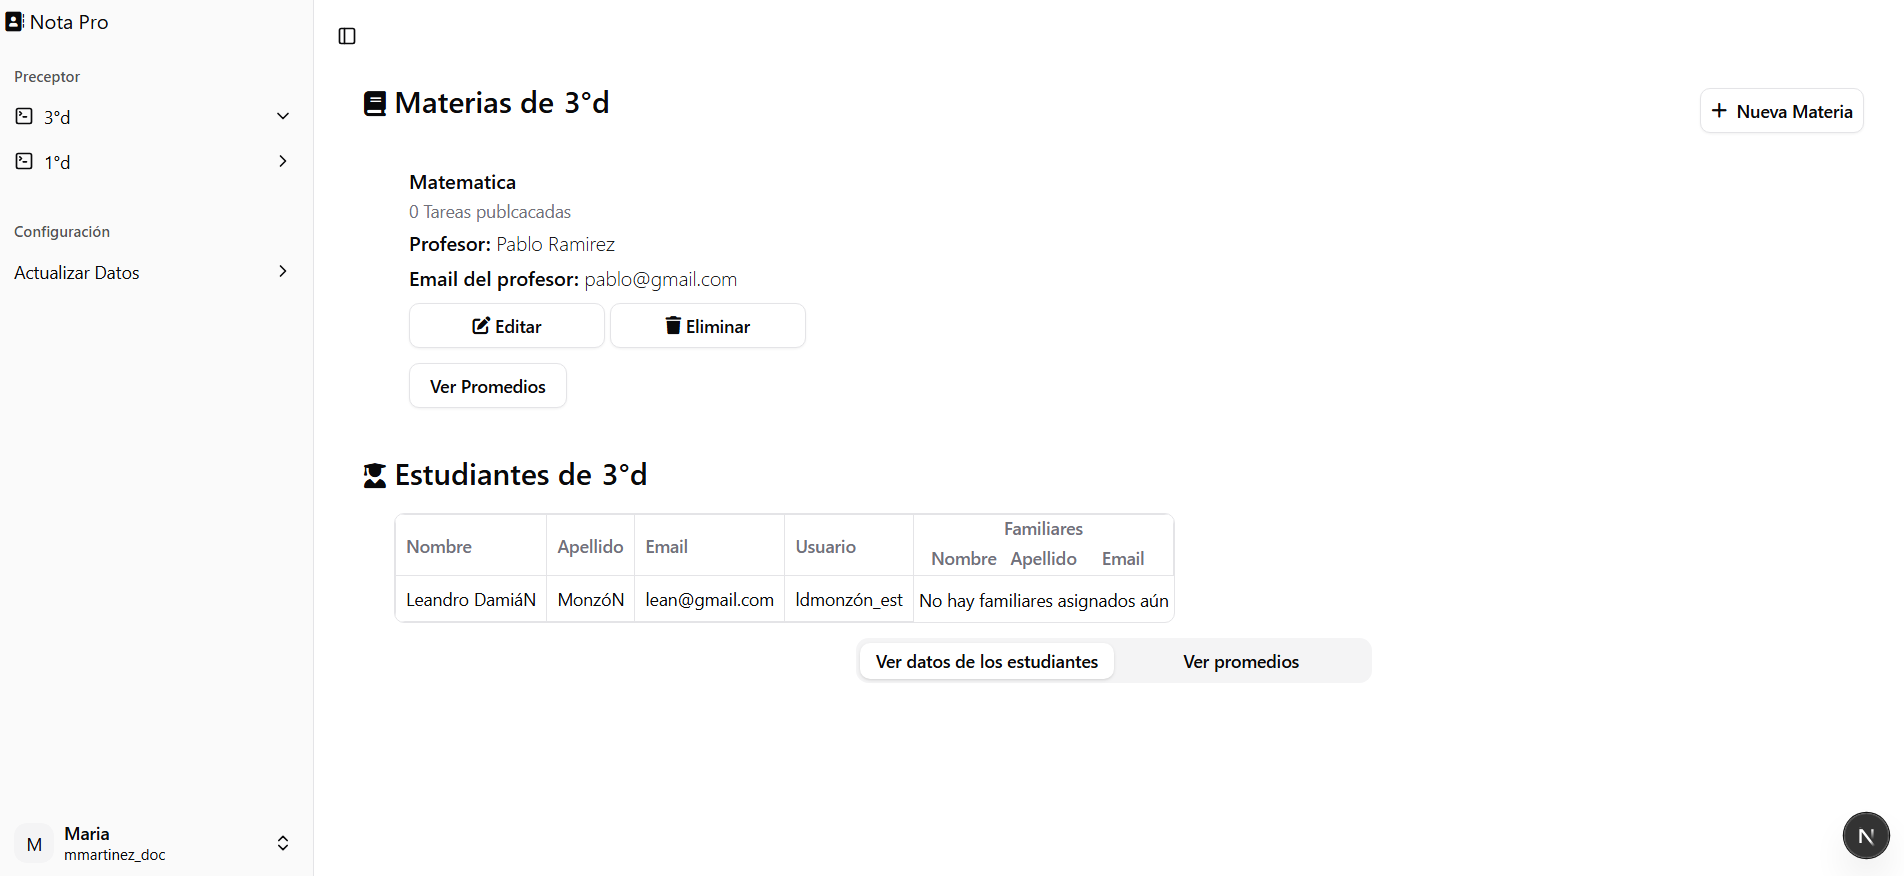 Nota Pro
Preceptor
3°d
1°d
Configuración
Actualizar Datos
Maria
M
mmartinez_doc
Materias de 3°d
Nueva Materia
Matematica
0 Tareas publcacadas
Profesor: Pablo Ramirez
Email del profesor: pablo@gmail.com
Editar
Eliminar
Ver Promedios
Estudiantes de 3°d
Familiares
Nombre Apellido Email Usuario Nombre Apellido Email
Leandro DamiáN MonzóN lean@gmail.com ldmonzón_est No hay familiares asignados aún
Ver datos de los estudiantes Ver promedios
N